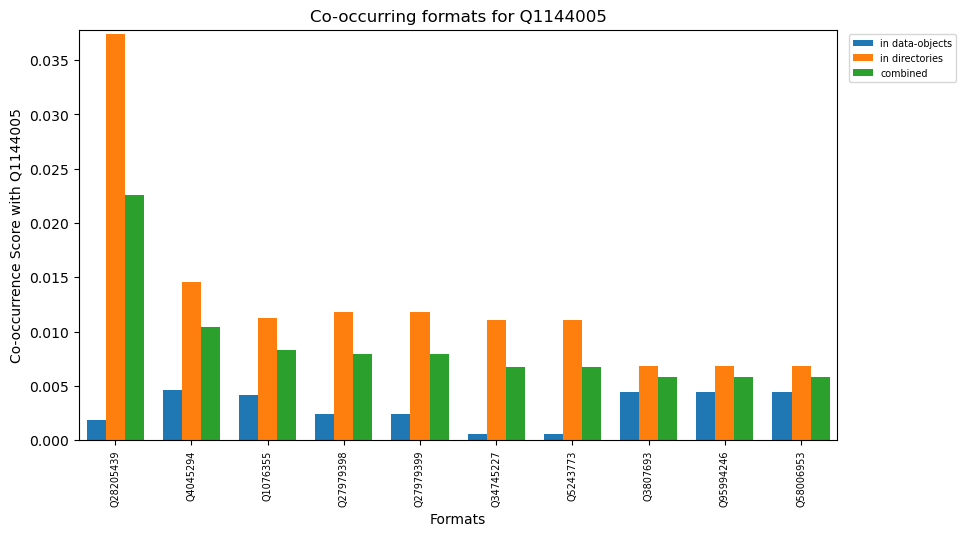 Co-occurring formats for Q1144005
in data-objects
in directories
combined
Co-occurrence Score with Q1144005
0.035
0.030
0.025
0.020
0.015
0.010
0.005
0.000
Q28205439
Q4045294
Q1076355
Q27979398
Q27979399
Q34745227
Q5243773
Q3807693
Q95994246
Q58006953
Formats